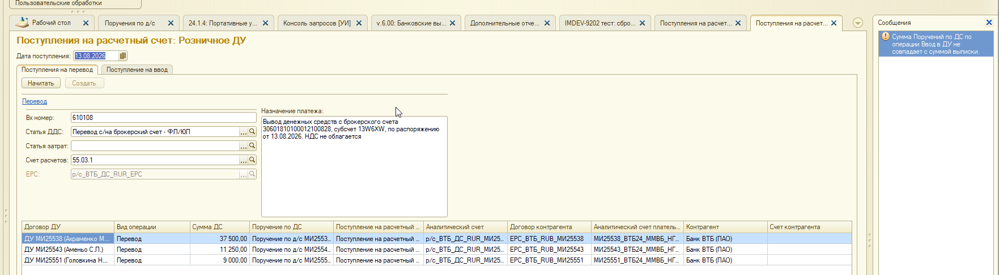 Пользовательские обработки
Рабочий стол
Поручения по д/с
24.1.4: Портативные у...
Консоль запросов [УИ]
v.6.00: Банковские вы...
Дополнительные отче...
IMDEV-9202 тест: сбро...
Поступления на расчет...
Поступления на расчет...
Сообщения
Сумма Поручений по ДС по
операции Ввод в ДУ не
совпадает с суммой выписки.
Поступления на расчетный счет: Розничное ДУ
Дата поступления: 13.08.2026
Поступления на перевод
Поступление на ввод
Начитать
Создать
Перевод
Вх номер: 610108
Статья ДДС: Перевод с/на брокерский счет - ФЛ/ЮЛ
Статья затрат:
Счет расчетов: 55.03.1
ЕРС: р/с_ВТБ_ДС_RUR_ЕРС
Назначение платежа:
Вывод денежных средств с брокерского счета
30601810100012100828, субсчет 13W6XW, по распоряжению
от 13.08.2026. НДС не облагается
Договор ДУ Вид операции Сумма ДС Поручение по ДС Поступление на расчетный ... Аналитический счет Договор контрагента Аналитический счет платель... Контрагент Счет контрагента
ДУ МИ25538 (Ахраменко М.... Перевод 37 500,00 Поручение по д/с МИ2553... Поступление на расчетный ... р/с_ВТБ_ДС_RUR_МИ25... ЕРС_ВТБ_RUB_МИ25538 МИ25538_ВТБ24_ММВБ_НГ... Банк ВТБ (ПАО)
ДУ МИ25543 (Аменьо С.П.) Перевод 11 250,00 Поручение по д/с МИ2554... Поступление на расчетный ... р/с_ВТБ_ДС_RUR_МИ25... ЕРС_ВТБ_RUB_МИ25543 МИ25543_ВТБ24_ММВБ_НГ... Банк ВТБ (ПАО)
ДУ МИ25551 (Головкина Н.... Перевод 9 000,00 Поручение по д/с МИ2555... Поступление на расчетный ... р/с_ВТБ_ДС_RUR_МИ25... ЕРС_ВТБ_RUB_МИ25551 МИ25551_ВТБ24_ММВБ_НГ... Банк ВТБ (ПАО)